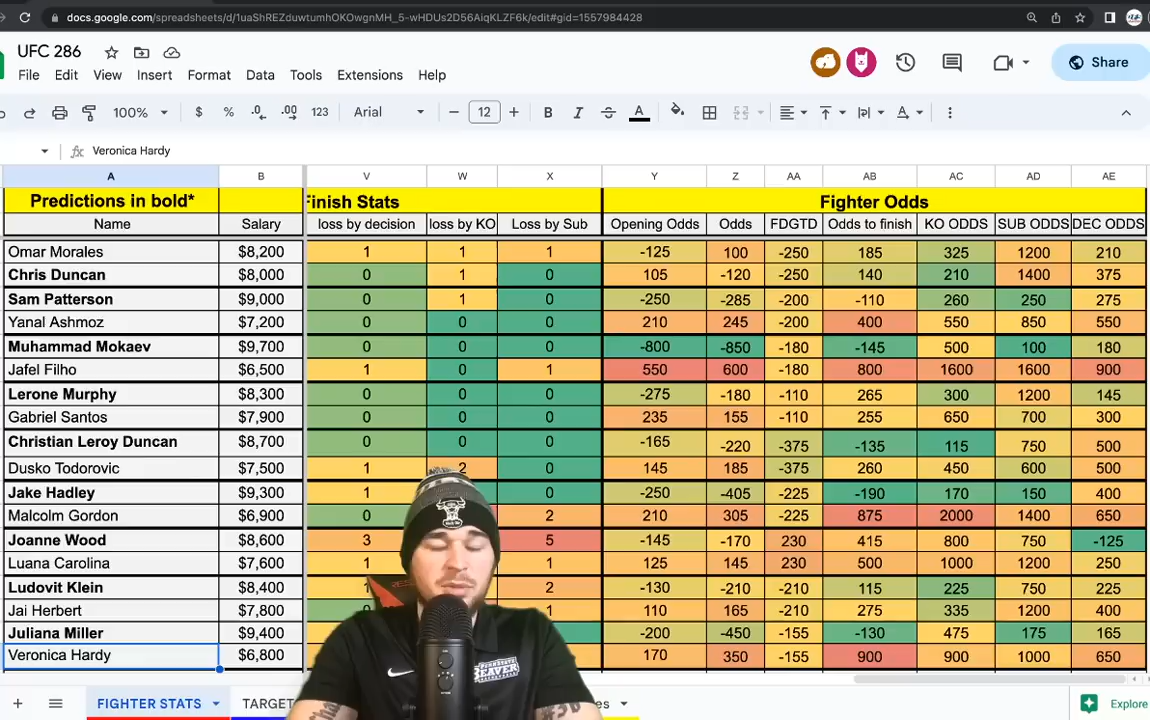 docs.google.com/spreadsheets/d/1uaShREZduwtumhOKOwgnMH_5-wHDUs2D56AiqKLZF6k/edit#gid=1557984428
UFC 286
File Edit View Insert Format Data Tools Extensions Help
Share
100% $ % .0 .00 123 Arial 12 B I A
Veronica Hardy
A B V W X Y Z AA AB AC AD AE
Predictions in bold* Finish Stats Fighter Odds
Name Salary loss by decision loss by KO Loss by Sub Opening Odds Odds FDGTD Odds to finish KO ODDS SUB ODDS DEC ODDS
Omar Morales $8,200 1 1 1 -125 100 -250 185 325 1200 210
Chris Duncan $8,000 0 1 0 105 -120 -250 140 210 1400 375
Sam Patterson $9,000 0 1 0 -250 -285 -200 -110 260 250 275
Yanal Ashmoz $7,200 0 0 0 210 245 -200 400 550 850 550
Muhammad Mokaev $9,700 0 0 0 -800 -850 -180 -145 500 100 180
Jafel Filho $6,500 1 0 1 550 600 -180 800 1600 1600 900
Lerone Murphy $8,300 0 0 0 -275 -180 -110 265 300 1200 145
Gabriel Santos $7,900 0 0 0 235 155 -110 255 650 700 300
Christian Leroy Duncan $8,700 0 0 0 -165 -220 -375 -135 115 750 500
Dusko Todorovic $7,500 1 2 0 145 185 -375 260 450 600 500
Jake Hadley $9,300 1 0 -250 -405 -225 -190 170 150 400
Malcolm Gordon $6,900 0 2 210 305 -225 875 2000 1400 650
Joanne Wood $8,600 3 5 -145 -170 230 415 800 750 -125
Luana Carolina $7,600 1 1 125 145 230 500 1000 1200 250
Ludovit Klein $8,400 1 2 -130 -210 -210 115 225 750 225
Jai Herbert $7,800 0 1 110 165 -210 275 335 1200 400
Juliana Miller $9,400 -200 -450 -155 -130 475 175 165
Veronica Hardy $6,800 170 350 -155 900 900 1000 650
FIGHTER STATS TARGET Explore
BEAVER